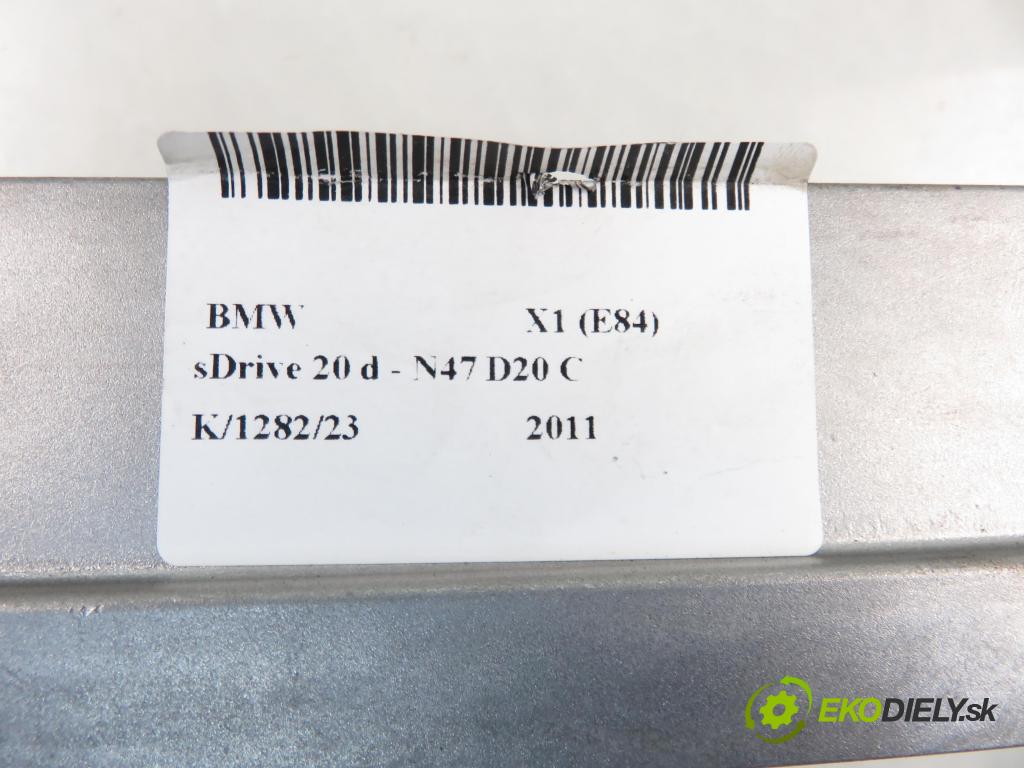 BMW X1 (E84)
sDrive 20 d - N47 D20 C
K/1282/23 2011
EKODIELY.sk